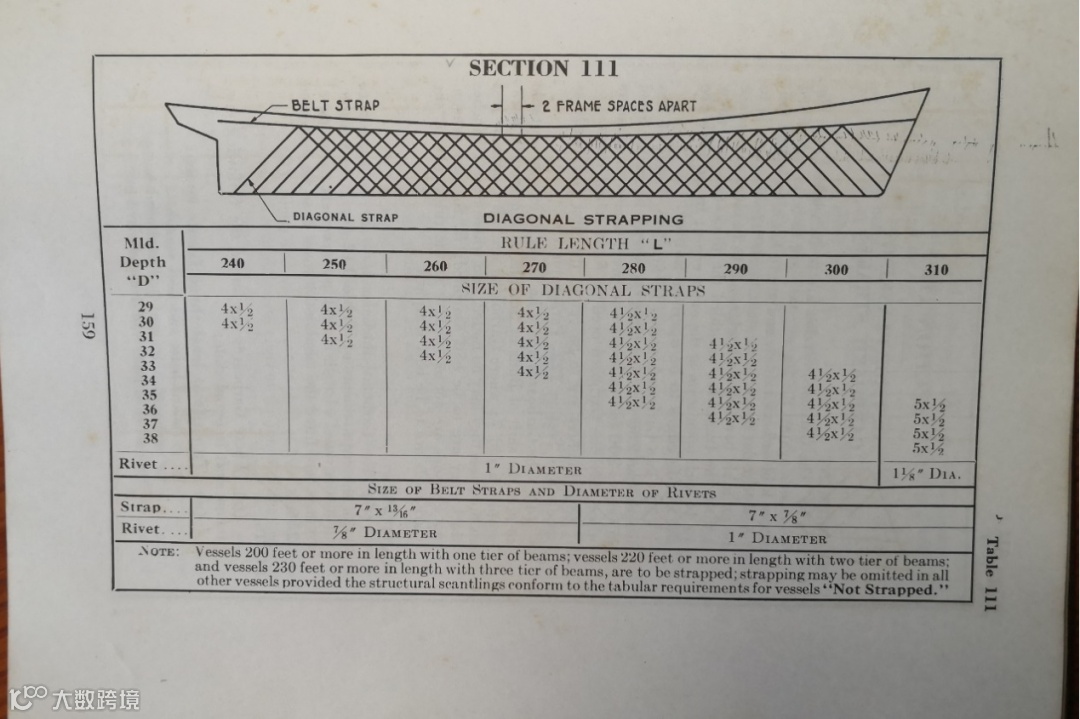 SECTION 111
BELT STRAP
2 FRAME SPACES APART
DIAGONAL STRAP
DIAGONAL STRAPPING
Mld. Depth "D"
RULE LENGTH "L"
240 250 260 270 280 290 300 310
SIZE OF DIAGONAL STRAPS
29 4x½ 4x½ 4x½ 4x½ 4½x½
30 4x½ 4x½ 4x½ 4x½ 4½x½
31 4x½ 4x½ 4x½ 4½x½ 4½x½
32 4x½ 4x½ 4½x½ 4½x½
33 4x½ 4½x½ 4½x½ 4½x½
34 4½x½ 4½x½ 4½x½
35 4½x½ 4½x½ 4½x½ 5x½
36 4½x½ 4½x½ 5x½
37 4½x½ 5x½
38 5x½
Rivet .... 1" DIAMETER 1⅛" DIA.
SIZE OF BELT STRAPS AND DIAMETER OF RIVETS
Strap.... 7" x 13/16" 7" x ⅞"
Rivet.... ⅞" DIAMETER 1" DIAMETER
NOTE: Vessels 200 feet or more in length with one tier of beams; vessels 220 feet or more in length with two tier of beams;
and vessels 230 feet or more in length with three tier of beams, are to be strapped; strapping may be omitted in all
other vessels provided the structural scantlings conform to the tabular requirements for vessels "Not Strapped."
159
Table 111
大数跨境